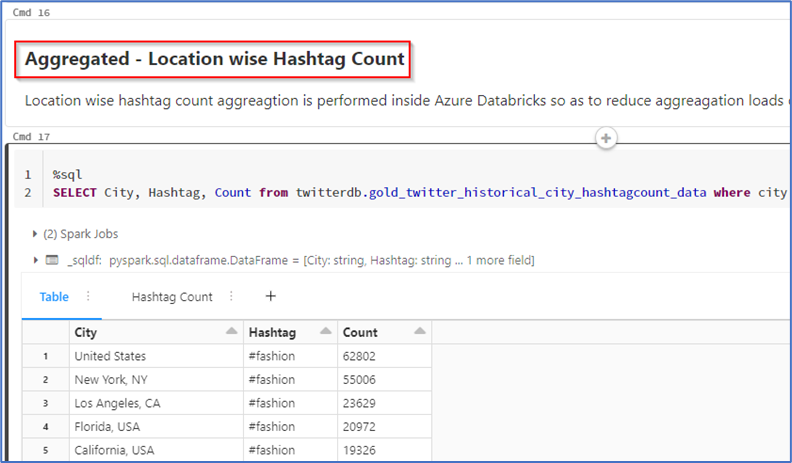 Cmd 16
Aggregated - Location wise Hashtag Count
Location wise hashtag count aggreagtion is performed inside Azure Databricks so as to reduce aggreagation loads
Cmd 17
1 %sql
2 SELECT City, Hashtag, Count from twitterdb.gold_twitter_historical_city_hashtagcount_data where city
(2) Spark Jobs
_sqldf: pyspark.sql.dataframe.DataFrame = [City: string, Hashtag: string ... 1 more field]
Table Hashtag Count +
City Hashtag Count
1 United States #fashion 62802
2 New York, NY #fashion 55006
3 Los Angeles, CA #fashion 23629
4 Florida, USA #fashion 20972
5 California, USA #fashion 19326